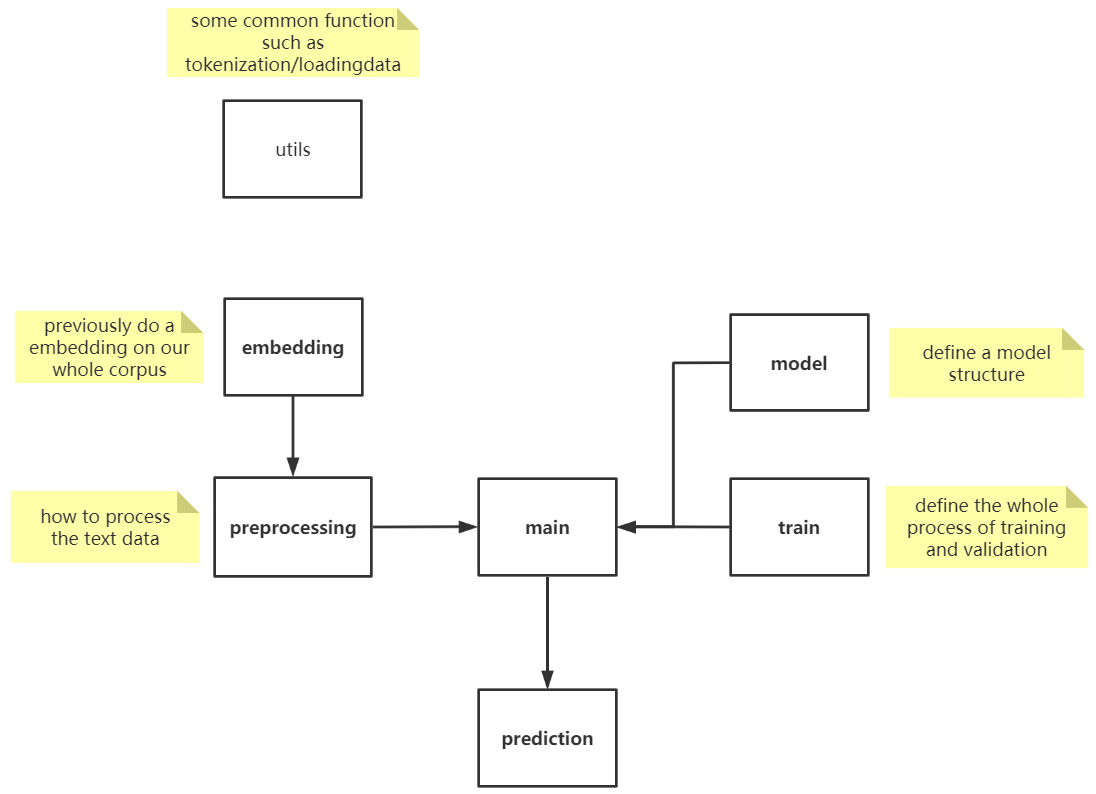 some common function
such as
tokenization/loadingdata
utils
previously do a
embedding on our
whole corpus
embedding
model
define a model
structure
how to process
the text data
preprocessing
main
train
define the whole
process of training
and validation
prediction